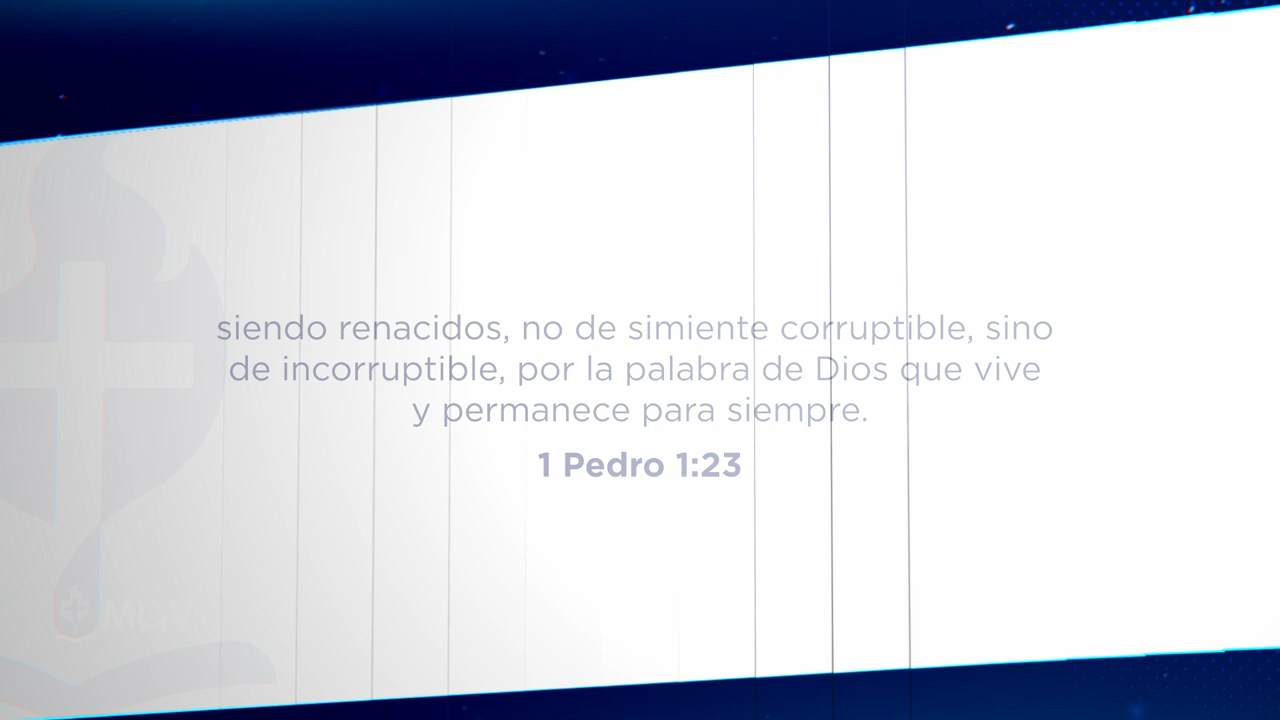 siendo renacidos, no de simiente corruptible, sino
de incorruptible, por la palabra de Dios que vive
y permanece para siempre.
1 Pedro 1:23